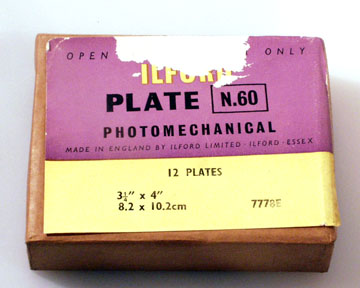 OPEN ONLY
ILFORD
PLATE N.60
PHOTOMECHANICAL
MADE IN ENGLAND BY ILFORD LIMITED · ILFORD · ESSEX
12 PLATES
3¼" x 4"
8.2 x 10.2cm 7778E